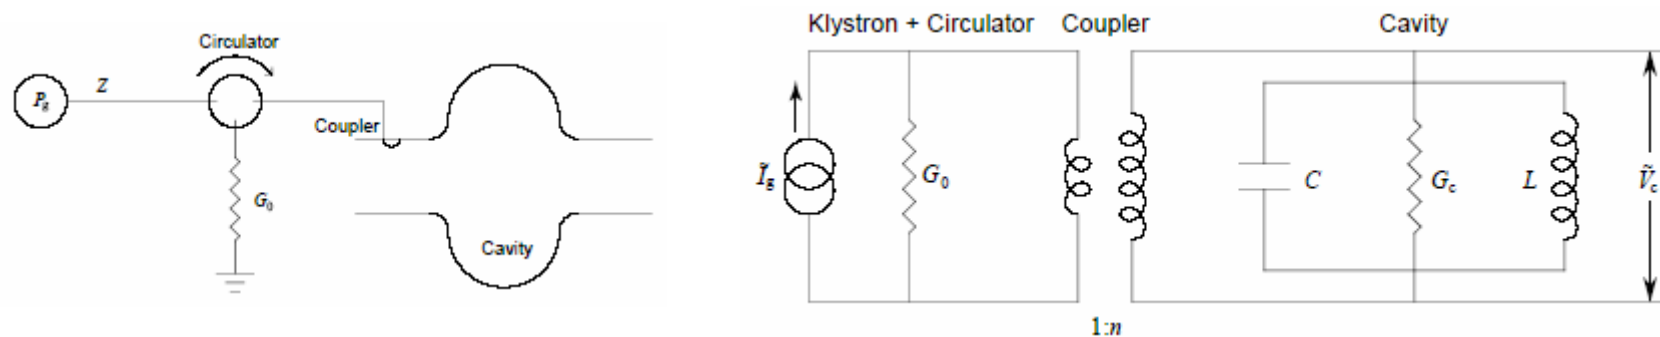 Circulator
P_g
Z
Coupler
G_0
Cavity
Klystron + Circulator
Coupler
Cavity
Ĩ_g
G_0
C
G_c
L
Ṽ_c
1:n